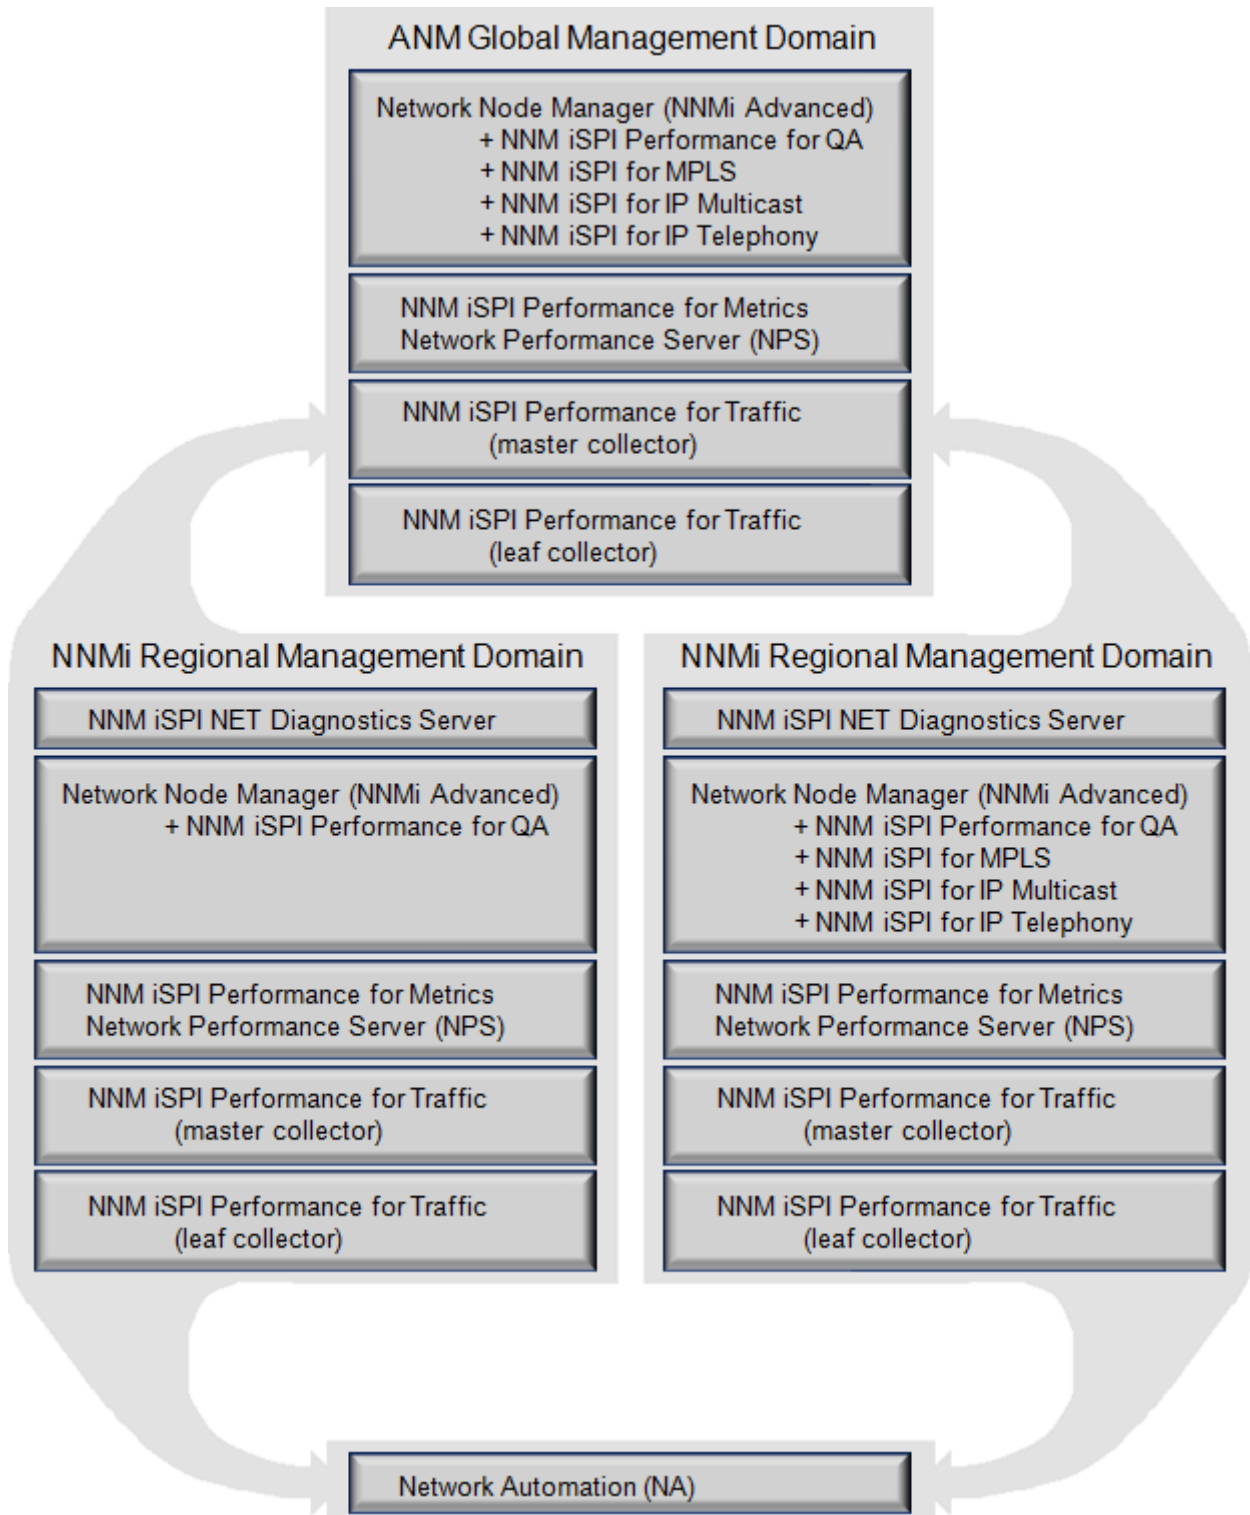 ANM Global Management Domain
Network Node Manager (NNMi Advanced)
+ NNM iSPI Performance for QA
+ NNM iSPI for MPLS
+ NNM iSPI for IP Multicast
+ NNM iSPI for IP Telephony
NNM iSPI Performance for Metrics
Network Performance Server (NPS)
NNM iSPI Performance for Traffic
(master collector)
NNM iSPI Performance for Traffic
(leaf collector)
NNMi Regional Management Domain
NNM iSPI NET Diagnostics Server
Network Node Manager (NNMi Advanced)
+ NNM iSPI Performance for QA
NNM iSPI Performance for Metrics
Network Performance Server (NPS)
NNM iSPI Performance for Traffic
(master collector)
NNM iSPI Performance for Traffic
(leaf collector)
NNMi Regional Management Domain
NNM iSPI NET Diagnostics Server
Network Node Manager (NNMi Advanced)
+ NNM iSPI Performance for QA
+ NNM iSPI for MPLS
+ NNM iSPI for IP Multicast
+ NNM iSPI for IP Telephony
NNM iSPI Performance for Metrics
Network Performance Server (NPS)
NNM iSPI Performance for Traffic
(master collector)
NNM iSPI Performance for Traffic
(leaf collector)
Network Automation (NA)